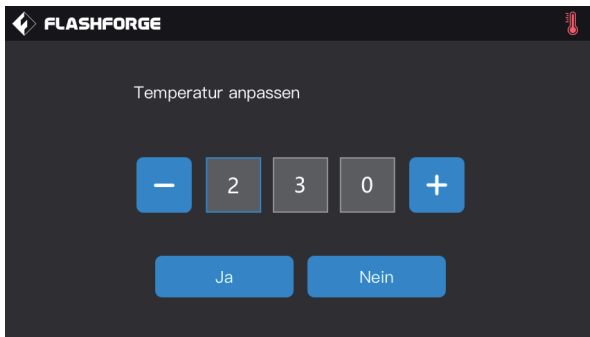 FLASHFORGE
Temperatur anpassen
− 2 3 0 +
Ja Nein